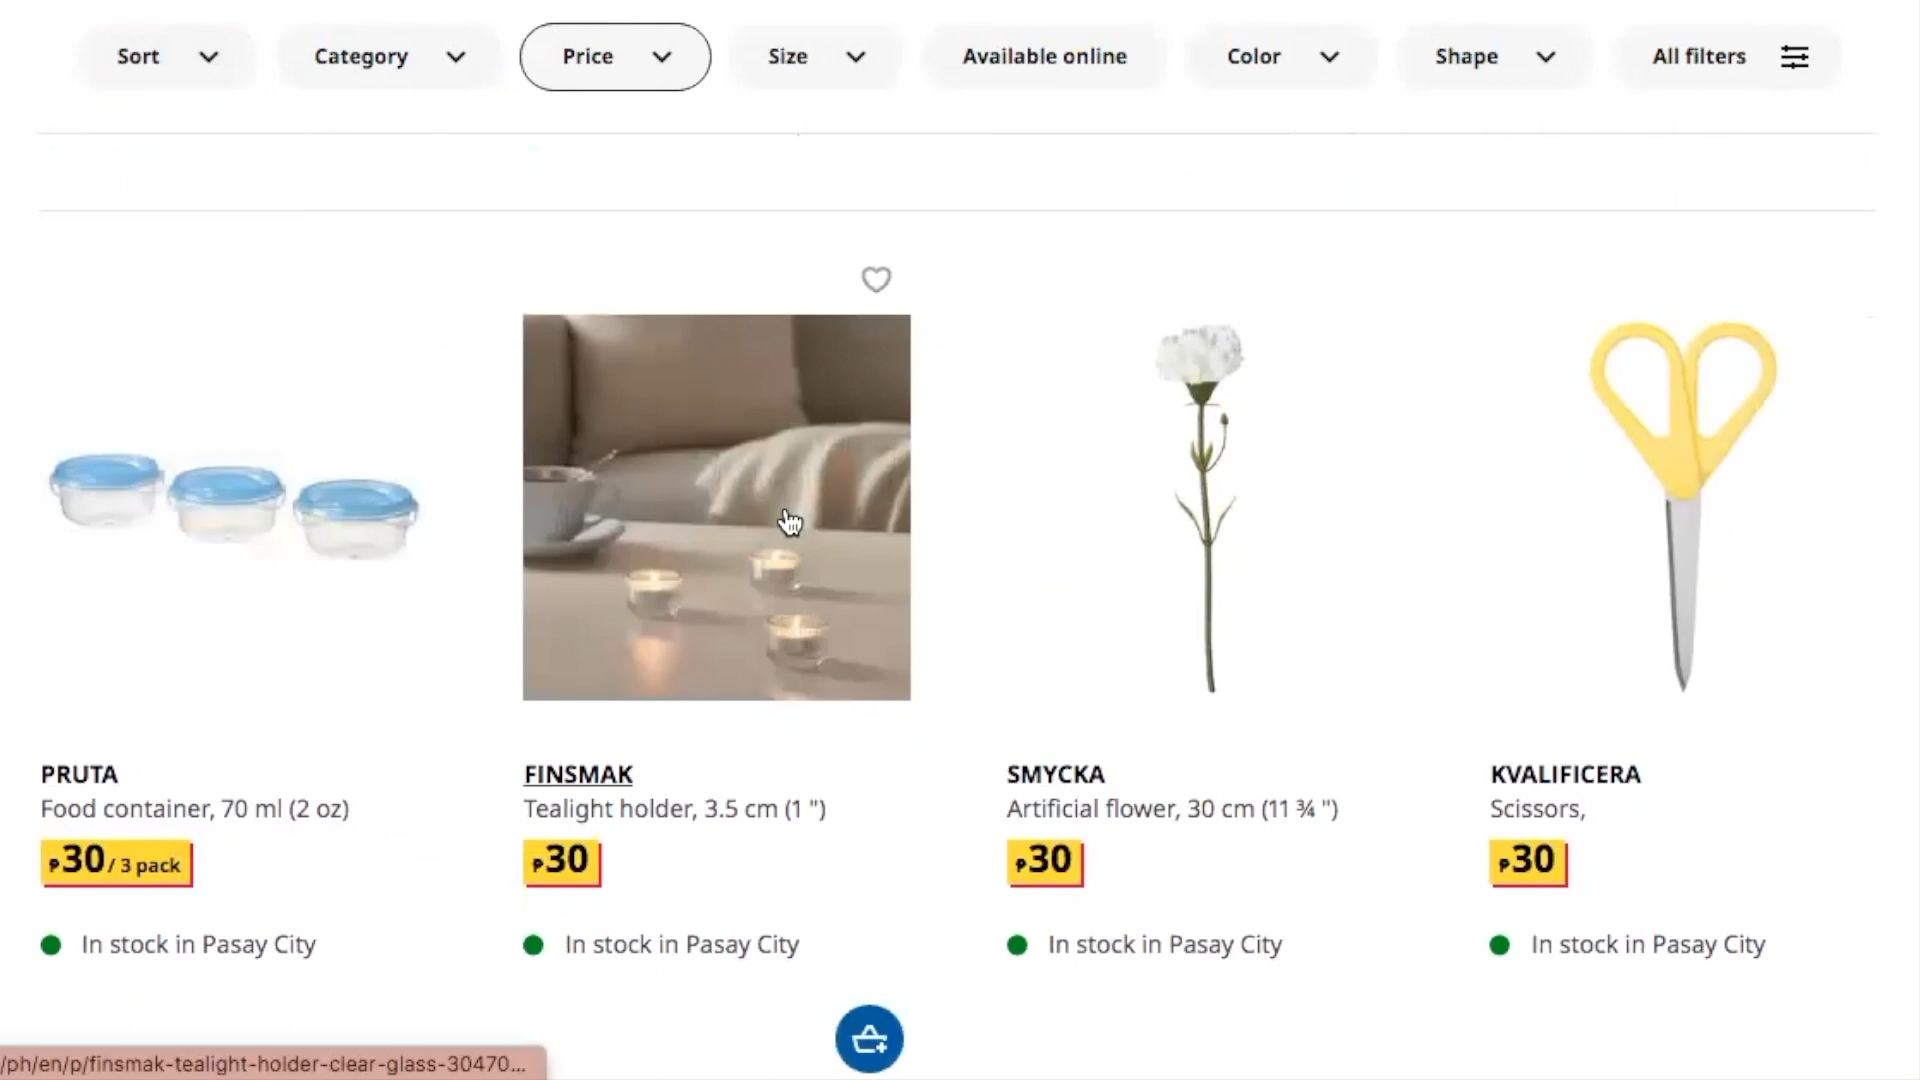 Sort
Category
Price
Size
Available online
Color
Shape
All filters
PRUTA
Food container, 70 ml (2 oz)
₱30/ 3 pack
In stock in Pasay City
FINSMAK
Tealight holder, 3.5 cm (1 ")
₱30
In stock in Pasay City
SMYCKA
Artificial flower, 30 cm (11 ¾ ")
₱30
In stock in Pasay City
KVALIFICERA
Scissors,
₱30
In stock in Pasay City
/ph/en/p/finsmak-tealight-holder-clear-glass-30470...